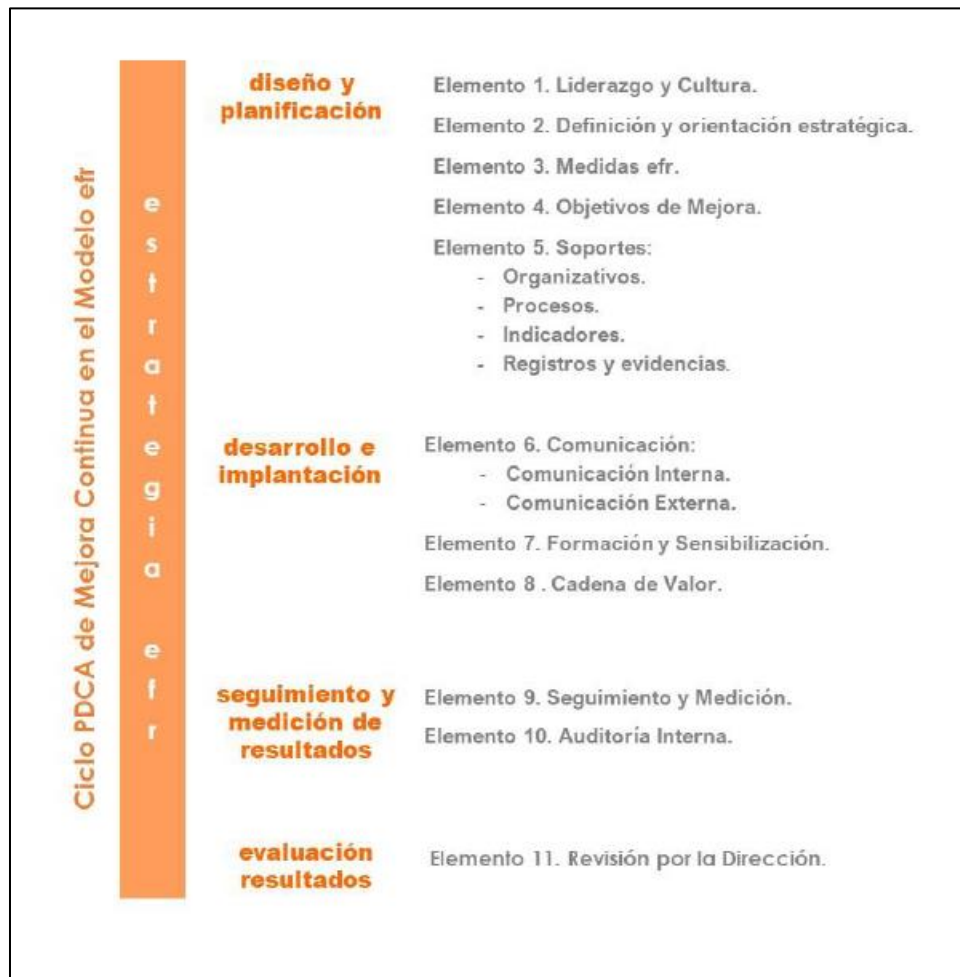 Ciclo PDCA de Mejora Continua en el Modelo efr
estrategia efr
diseño y
planificación
Elemento 1. Liderazgo y Cultura.
Elemento 2. Definición y orientación estratégica.
Elemento 3. Medidas efr.
Elemento 4. Objetivos de Mejora.
Elemento 5. Soportes:
- Organizativos.
- Procesos.
- Indicadores.
- Registros y evidencias.
desarrollo e
implantación
Elemento 6. Comunicación:
- Comunicación Interna.
- Comunicación Externa.
Elemento 7. Formación y Sensibilización.
Elemento 8 . Cadena de Valor.
seguimiento y
medición de
resultados
Elemento 9. Seguimiento y Medición.
Elemento 10. Auditoría Interna.
evaluación
resultados
Elemento 11. Revisión por la Dirección.